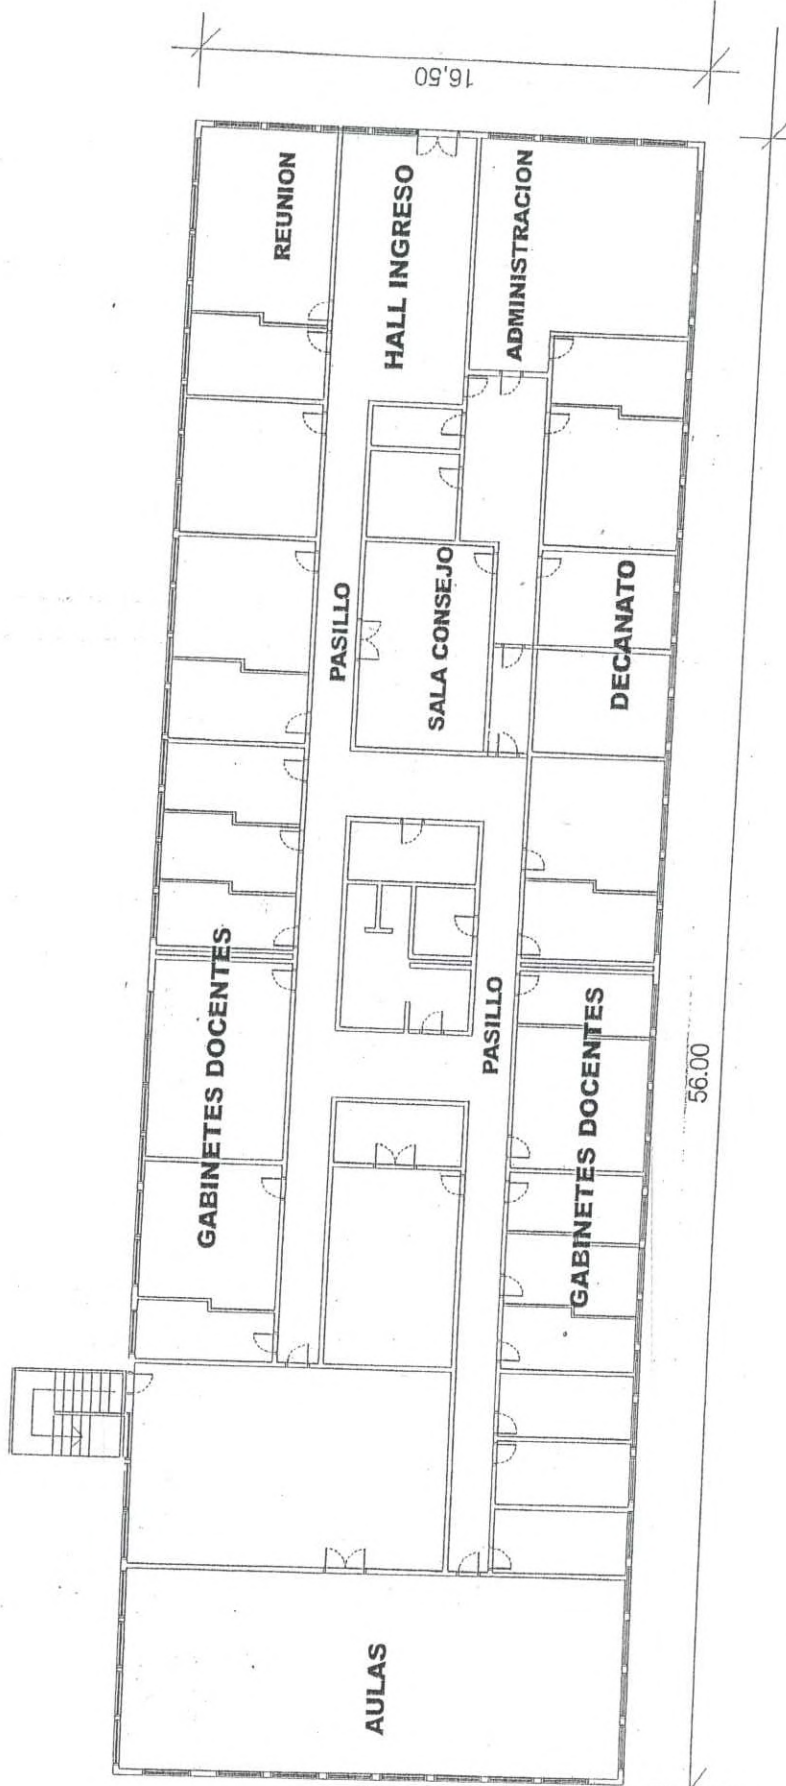 16,50
REUNION
HALL INGRESO
ADMINISTRACION
PASILLO
SALA CONSEJO
DECANATO
GABINETES DOCENTES
PASILLO
GABINETES DOCENTES
56.00
AULAS